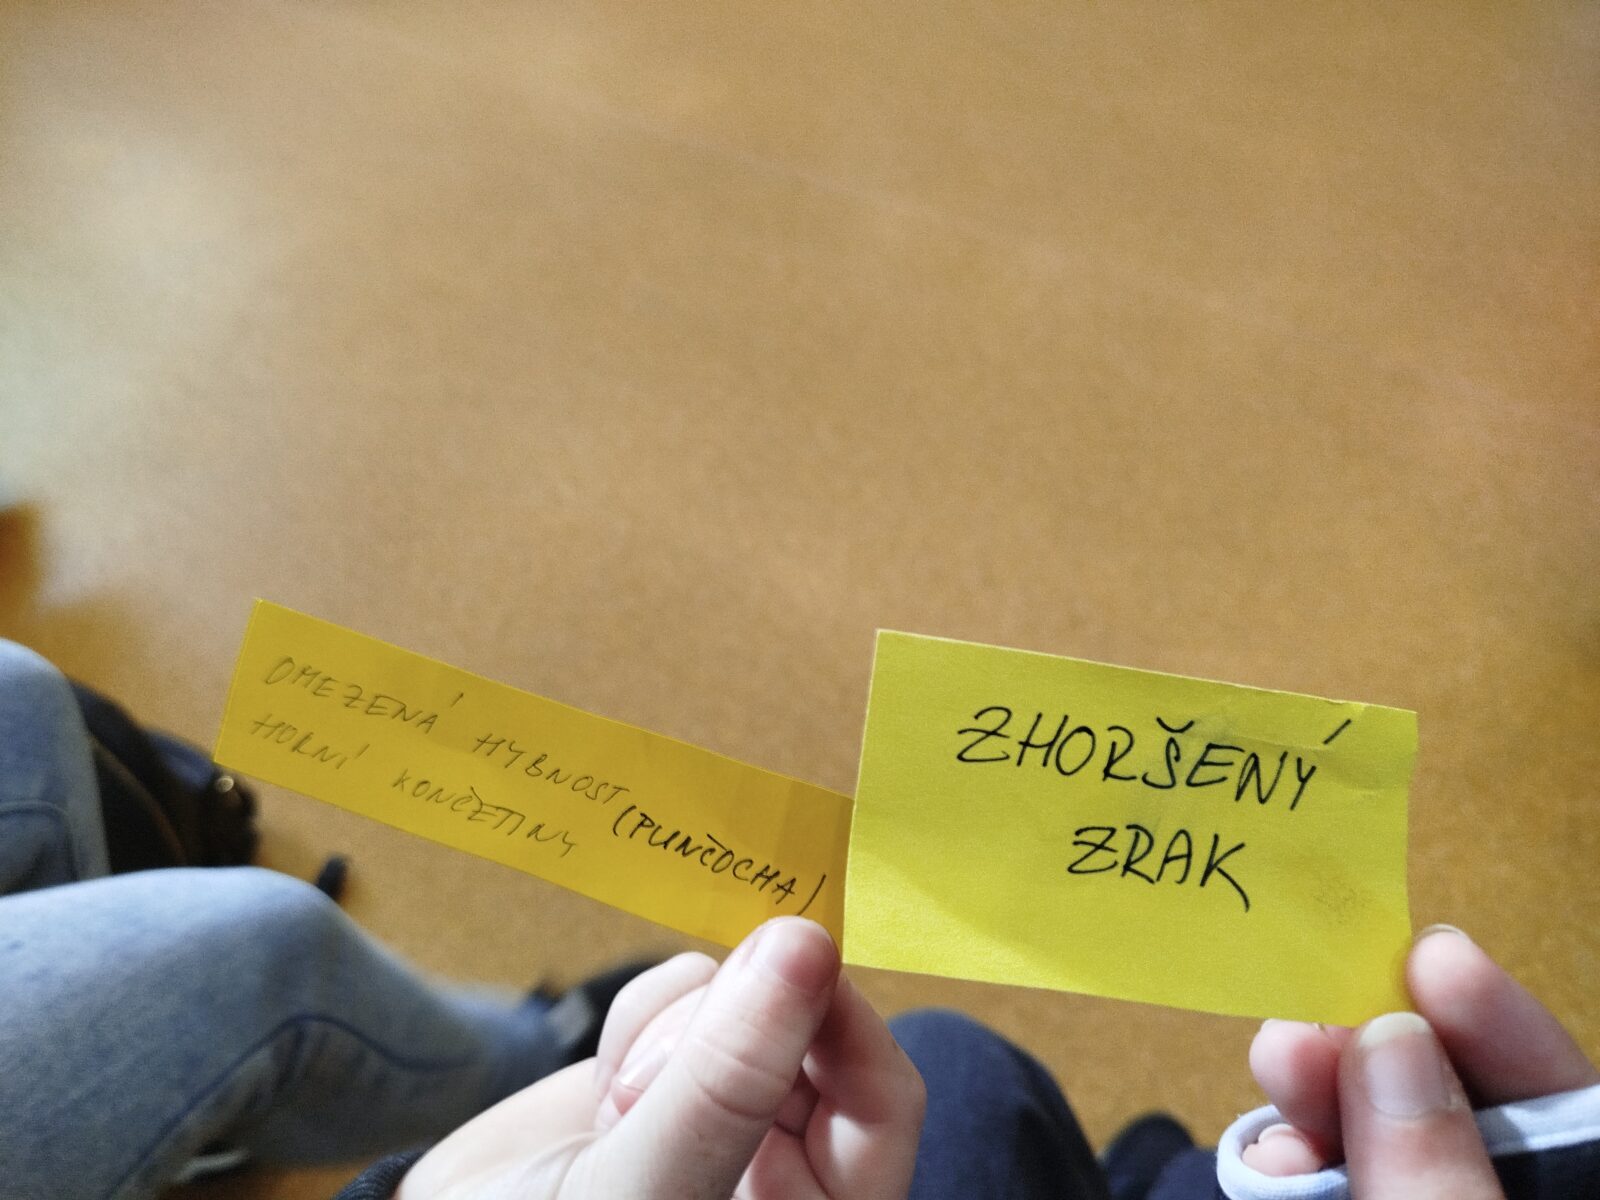 OMEZENÁ HYBNOST (PUNČOCHA)
HORNÍ KONČETINY
ZHORŠENÝ
ZRAK